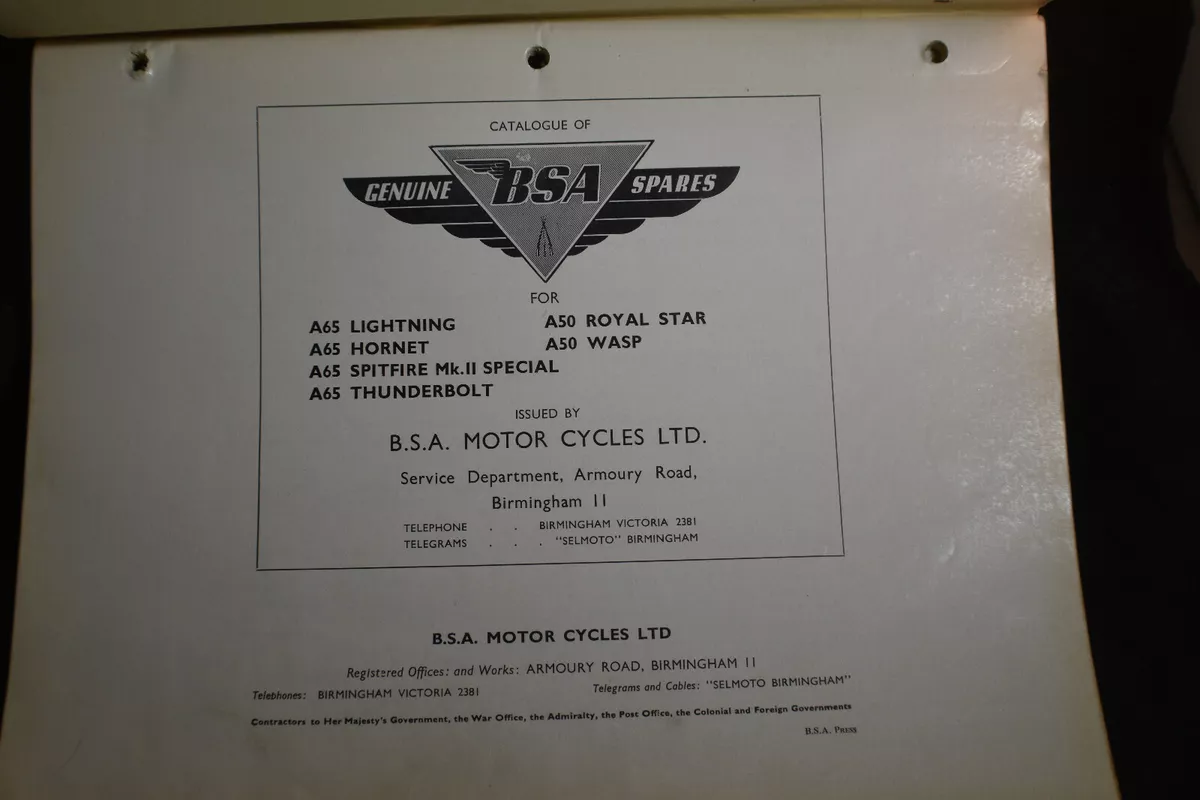 CATALOGUE OF
GENUINE BSA SPARES
FOR
A65 LIGHTNING A50 ROYAL STAR
A65 HORNET A50 WASP
A65 SPITFIRE Mk.II SPECIAL
A65 THUNDERBOLT
ISSUED BY
B.S.A. MOTOR CYCLES LTD.
Service Department, Armoury Road,
Birmingham 11
TELEPHONE . . BIRMINGHAM VICTORIA 2381
TELEGRAMS . . . "SELMOTO" BIRMINGHAM
B.S.A. MOTOR CYCLES LTD
Registered Offices: and Works: ARMOURY ROAD, BIRMINGHAM 11
Telephones: BIRMINGHAM VICTORIA 2381 Telegrams and Cables: "SELMOTO BIRMINGHAM"
Contractors to Her Majesty's Government, the War Office, the Admiralty, the Post Office, the Colonial and Foreign Governments
B.S.A. PRESS